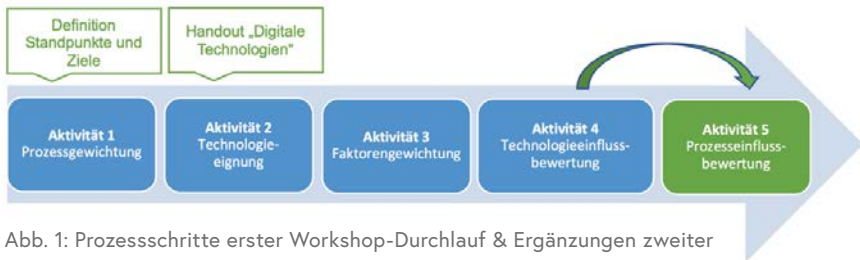 Definition
Standpunkte und
Ziele
Handout „Digitale
Technologien“
Aktivität 1
Prozessgewichtung
Aktivität 2
Technologie-
eignung
Aktivität 3
Faktorengewichtung
Aktivität 4
Technologieeinfluss-
bewertung
Aktivität 5
Prozesseinfluss-
bewertung
Abb. 1: Prozessschritte erster Workshop-Durchlauf & Ergänzungen zweiter